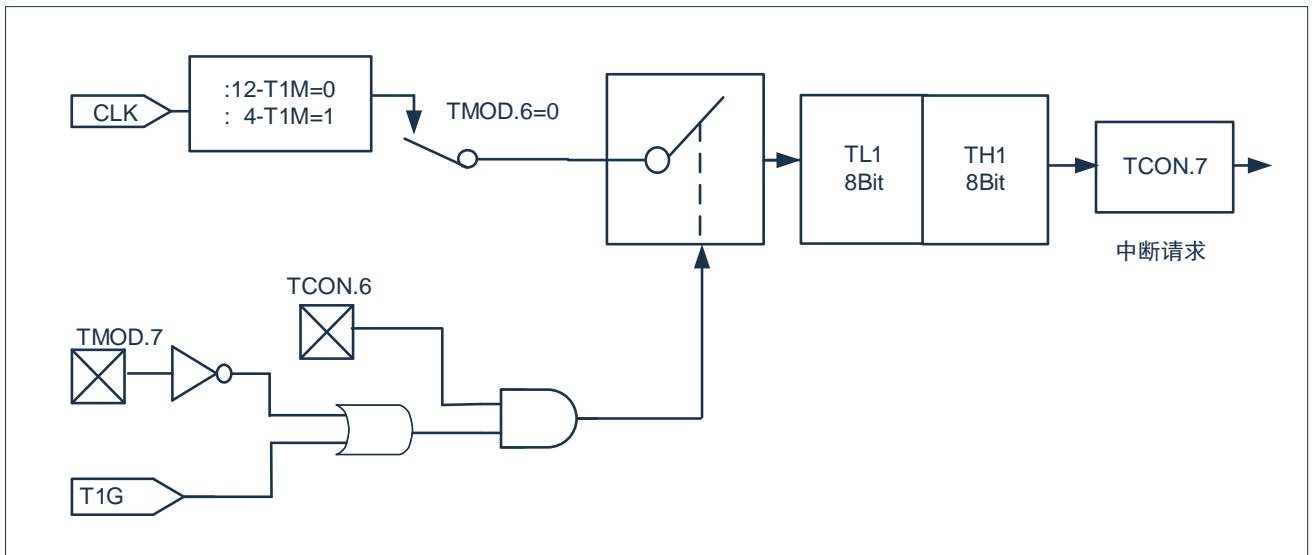 :12-T1M=0
: 4-T1M=1
CLK
TMOD.6=0
TL1
8Bit
TH1
8Bit
TCON.7
中断请求
TCON.6
TMOD.7
T1G